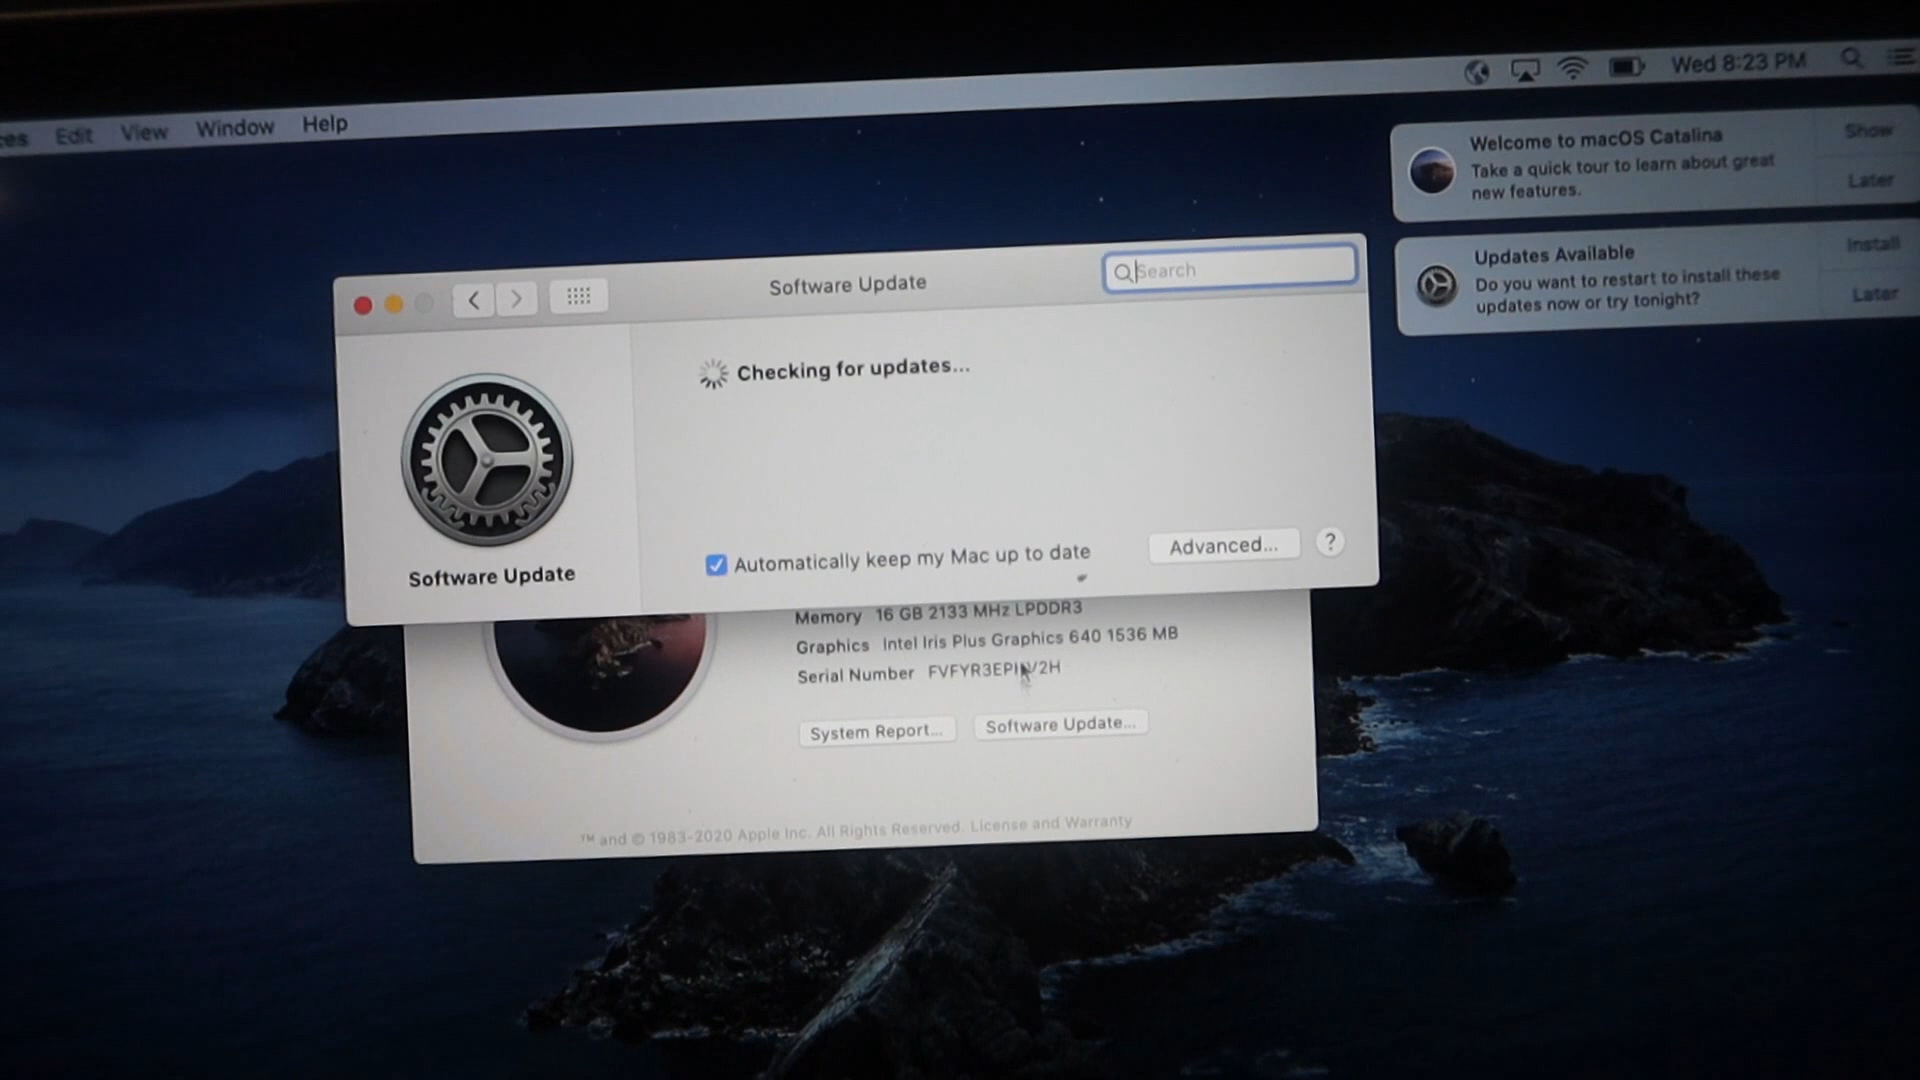 Edit View Window Help
Wed 8:23 PM
Welcome to macOS Catalina
Take a quick tour to learn about great
new features.
Show
Later
Updates Available
Do you want to restart to install these
updates now or try tonight?
Install
Later
Software Update
Search
Checking for updates...
Software Update
Automatically keep my Mac up to date
Advanced...
?
Memory 16 GB 2133 MHz LPDDR3
Graphics Intel Iris Plus Graphics 640 1536 MB
Serial Number
System Report...
Software Update...
™ and © 1983-2020 Apple Inc. All Rights Reserved. License and Warranty